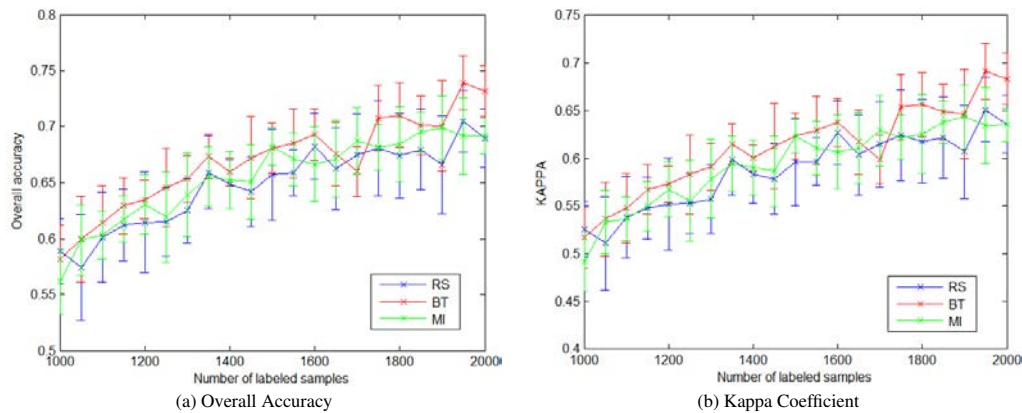 0.8
0.75
0.7
0.65
0.6
0.55
0.5
Overall accuracy
1000 1200 1400 1600 1800 2000
Number of labeled samples
RS
BT
MI
(a) Overall Accuracy
0.75
0.7
0.65
0.6
0.55
0.5
0.45
0.4
KAPPA
1000 1200 1400 1600 1800 2000
Number of labeled samples
RS
BT
MI
(b) Kappa Coefficient